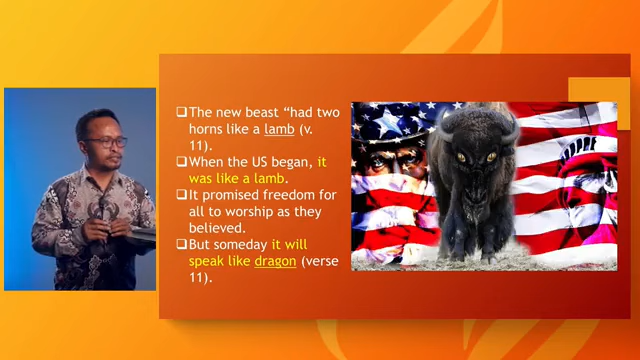 ❑The new beast “had two
horns like a lamb (v.
11).
❑When the US began, it
was like a lamb.
❑It promised freedom for
all to worship as they
believed.
❑But someday it will
speak like dragon (verse
11).